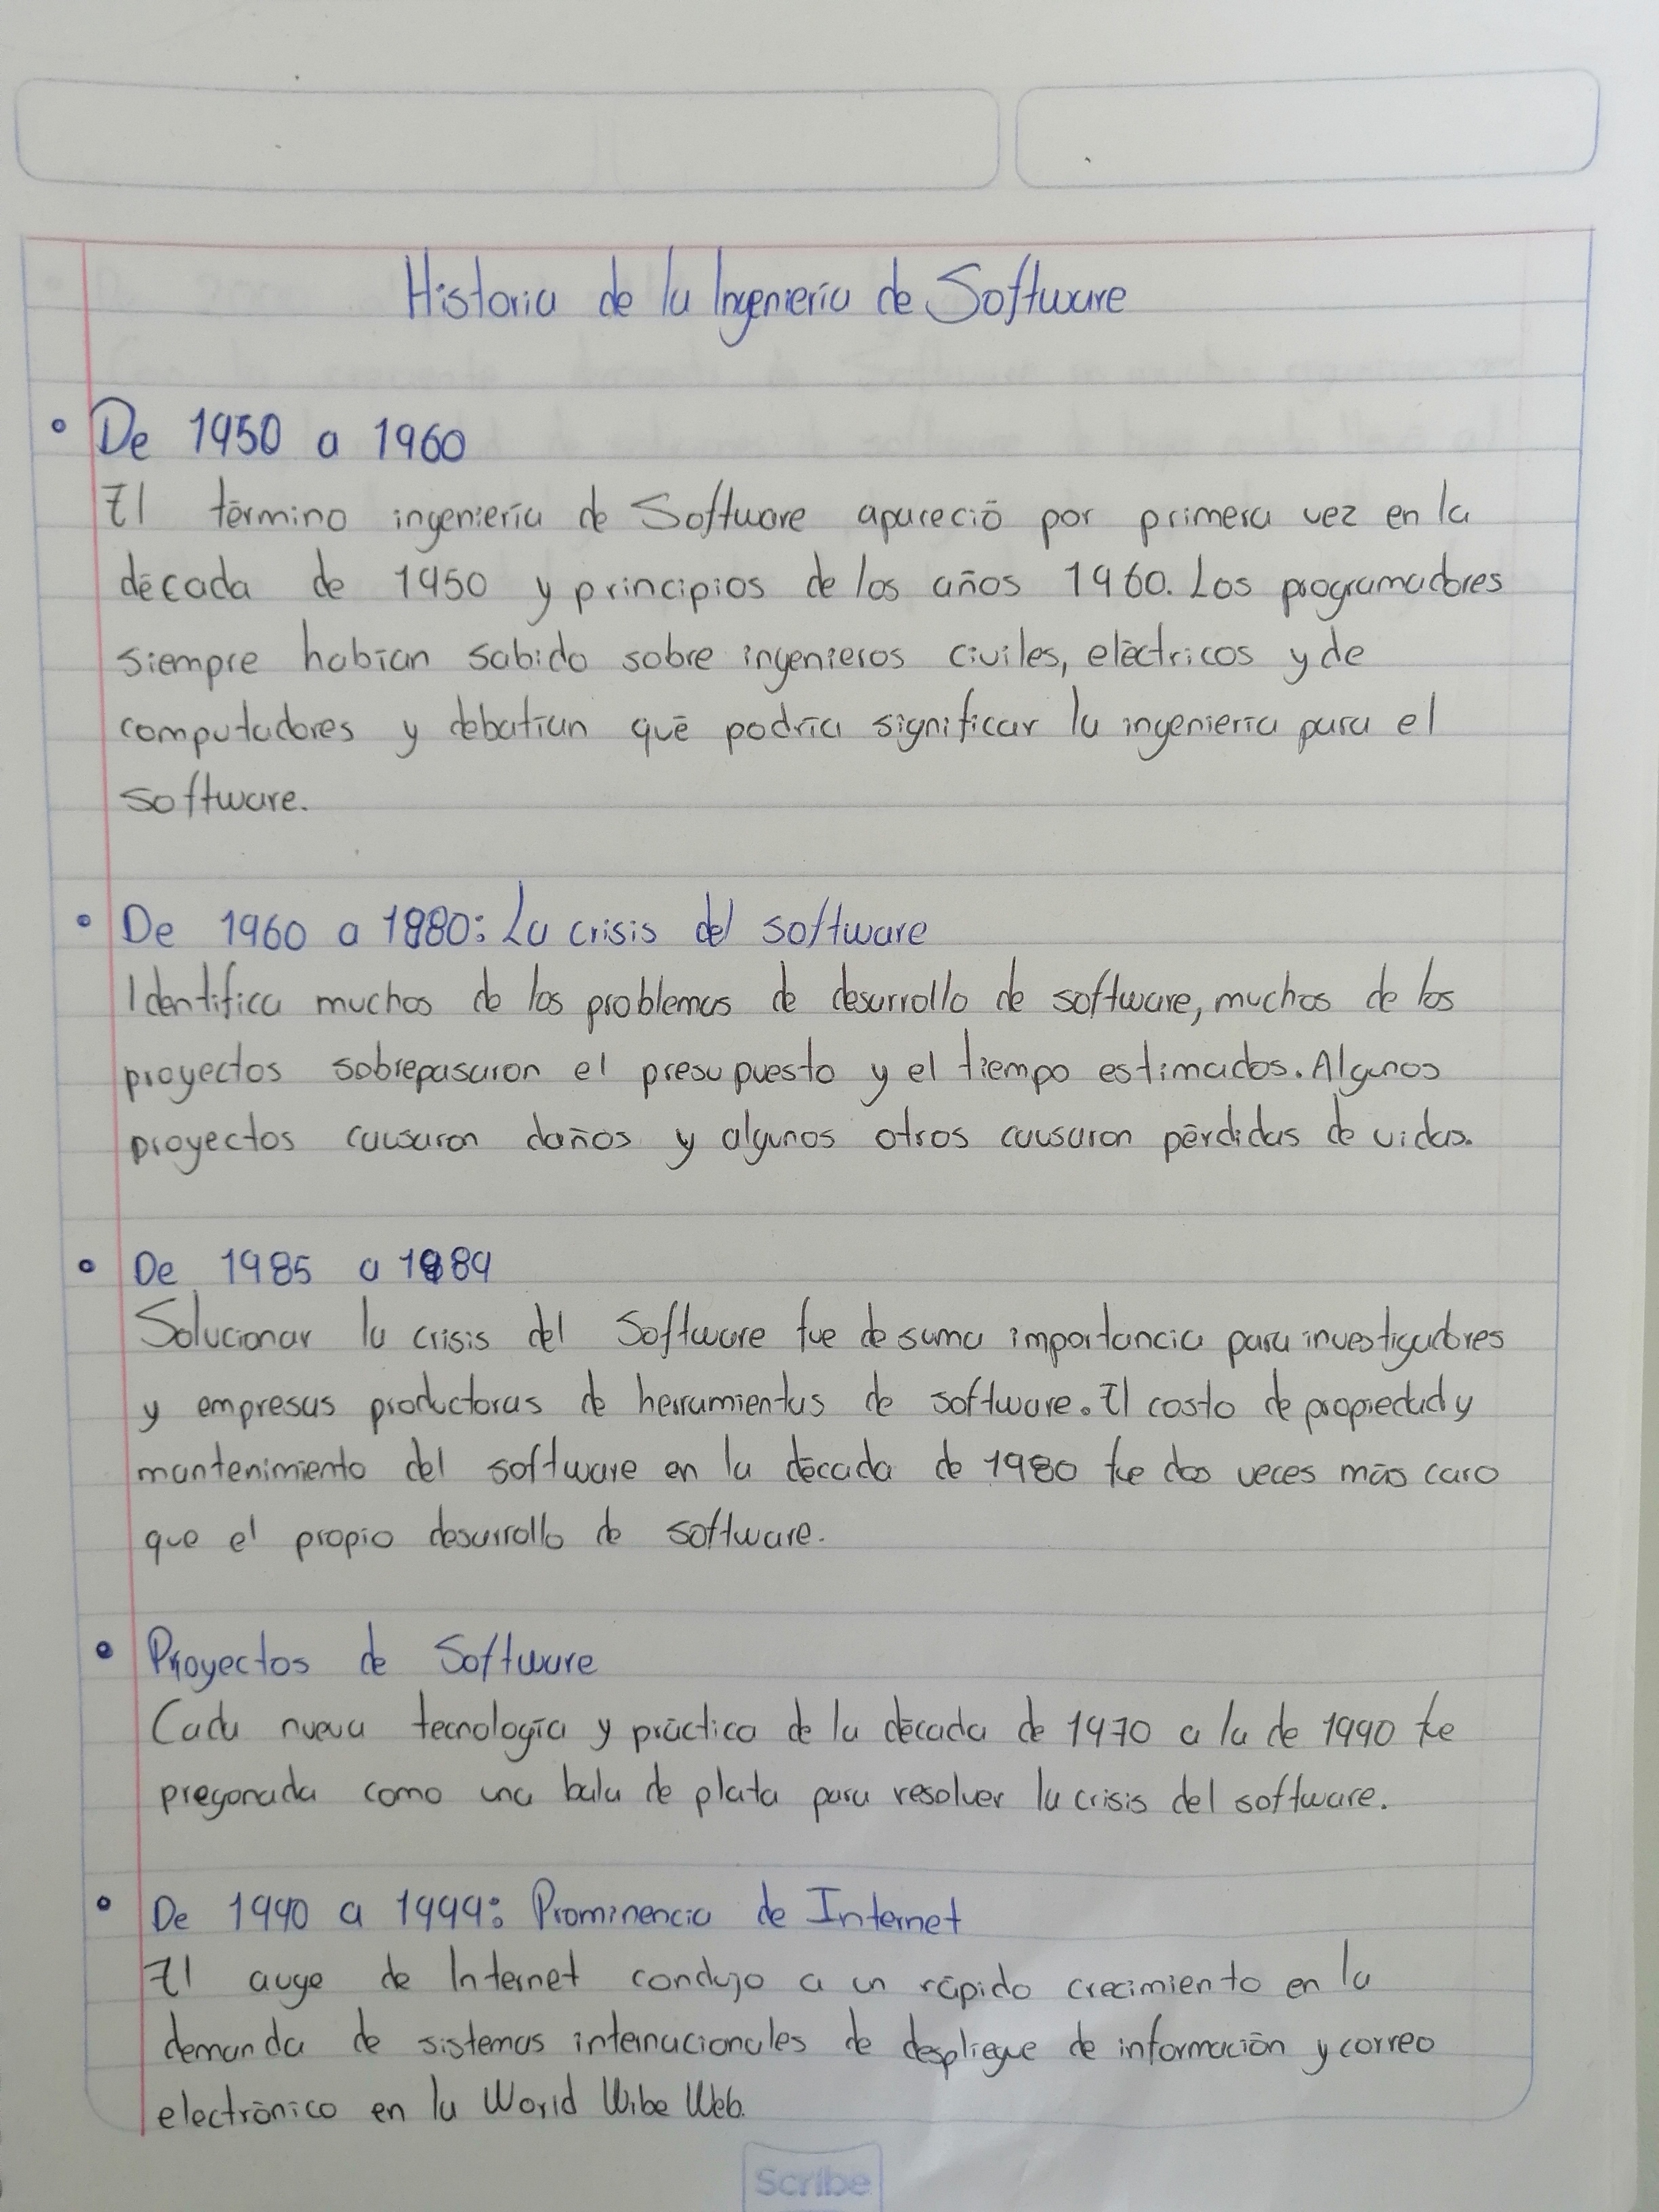 Historia de la Ingeniería de Software
• De 1950 a 1960
El término ingeniería de Software apareció por primera vez en la
década de 1950 y principios de los años 1960. Los programadores
siempre habían sabido sobre ingenieros civiles, eléctricos y de
computadores y debatían qué podría significar la ingeniería para el
software.
• De 1960 a 1980: La crisis del software
Identifica muchos de los problemas de desarrollo de software, muchos de los
proyectos sobrepasaron el presupuesto y el tiempo estimados. Algunos
proyectos causaron daños y algunos otros causaron pérdidas de vidas.
• De 1985 a 1989
Solucionar la crisis del Software fue de suma importancia para investigadores
y empresas productoras de herramientas de software. El costo de propiedad y
mantenimiento del software en la década de 1980 fue dos veces más caro
que el propio desarrollo de software.
• Proyectos de Software
Cada nueva tecnología y práctica de la década de 1970 a la de 1990 fue
pregonada como una bala de plata para resolver la crisis del software.
• De 1990 a 1999: Prominencia de Internet
El auge de Internet condujo a un rápido crecimiento en la
demanda de sistemas internacionales de despliegue de información y correo
electrónico en la World Wibe Web.
Scribe